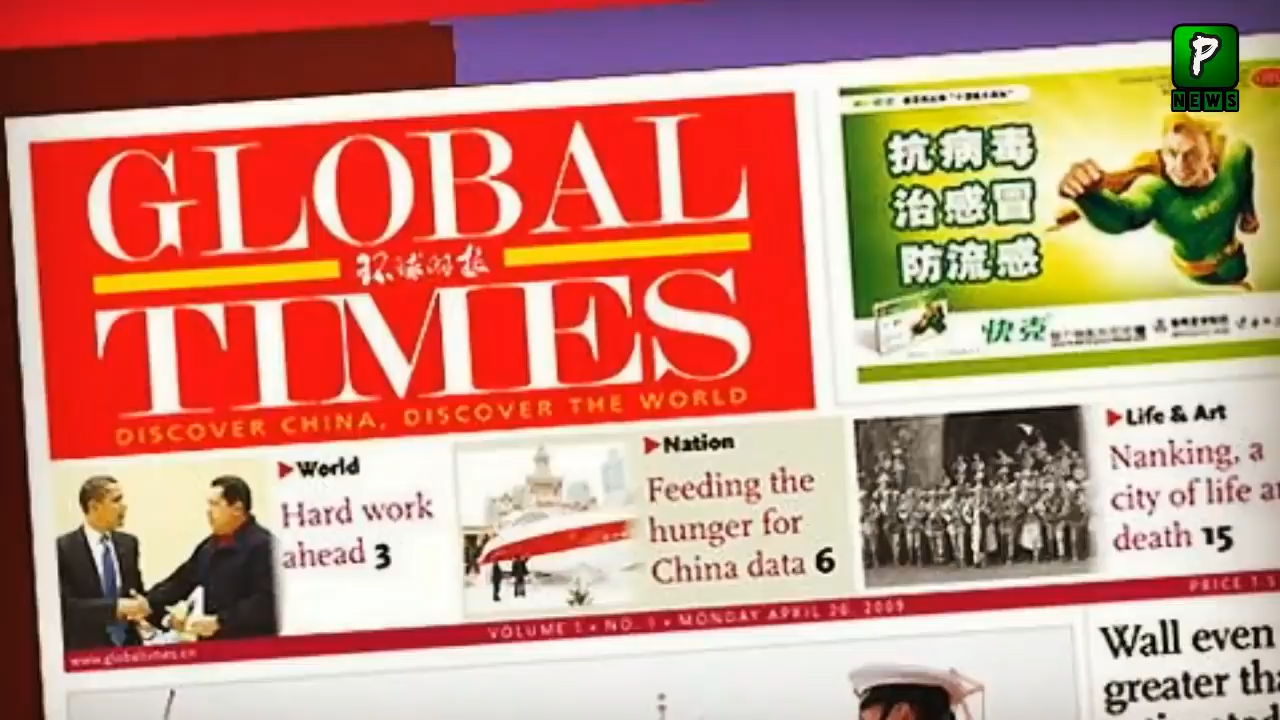 P
NEWS
GLOBAL
环球时报
TIMES
DISCOVER CHINA, DISCOVER THE WORLD
抗病毒
治感冒
防流感
快克
World
Hard work
ahead 3
Nation
Feeding the
hunger for
China data 6
Life & Art
Nanking, a
city of life a
death 15
PRICE 1.5
VOLUME 1 • NO. 1 • MONDAY APRIL 20, 2009
www.globaltimes.cn
Wall even
greater tha